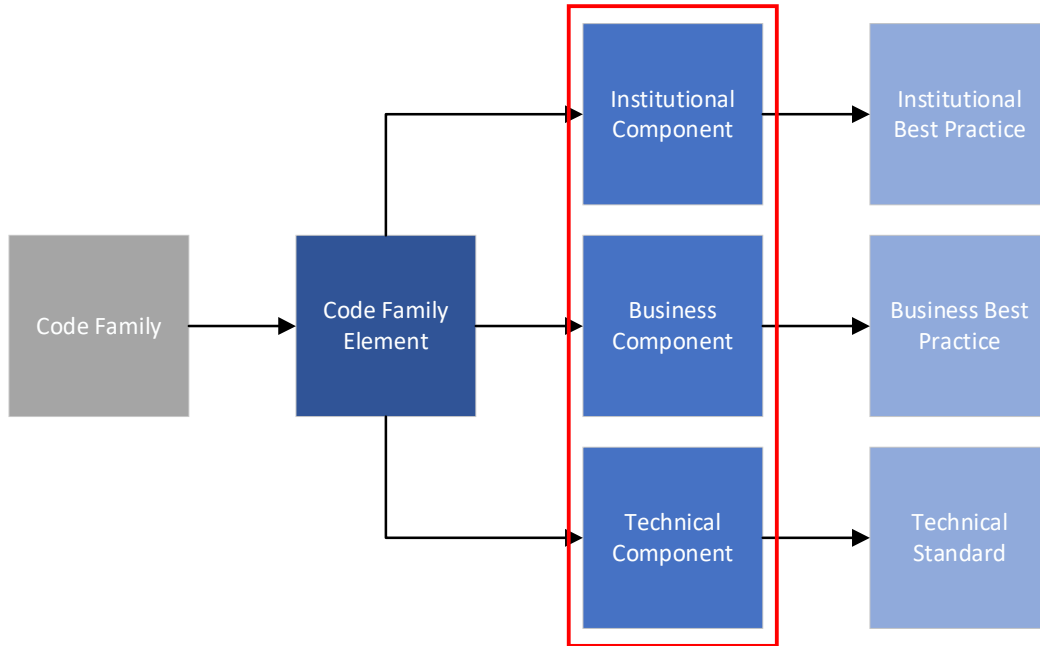 Code Family
Code Family
Element
Institutional
Component
Institutional
Best Practice
Business
Component
Business Best
Practice
Technical
Component
Technical
Standard